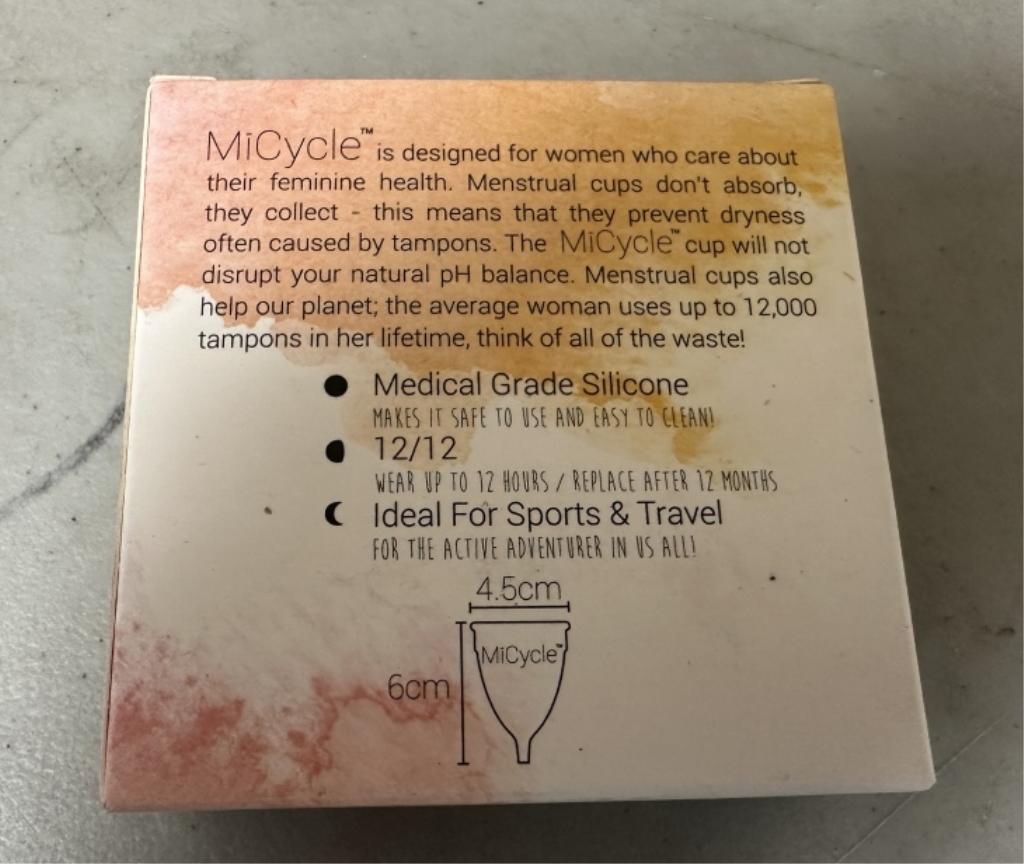 MiCycle™ is designed for women who care about
their feminine health. Menstrual cups don't absorb,
they collect - this means that they prevent dryness
often caused by tampons. The MiCycle™ cup will not
disrupt your natural pH balance. Menstrual cups also
help our planet; the average woman uses up to 12,000
tampons in her lifetime, think of all of the waste!
Medical Grade Silicone
MAKES IT SAFE TO USE AND EASY TO CLEAN!
12/12
WEAR UP TO 12 HOURS / REPLACE AFTER 12 MONTHS
Ideal For Sports & Travel
FOR THE ACTIVE ADVENTURER IN US ALL!
4.5cm
MiCycle™
6cm